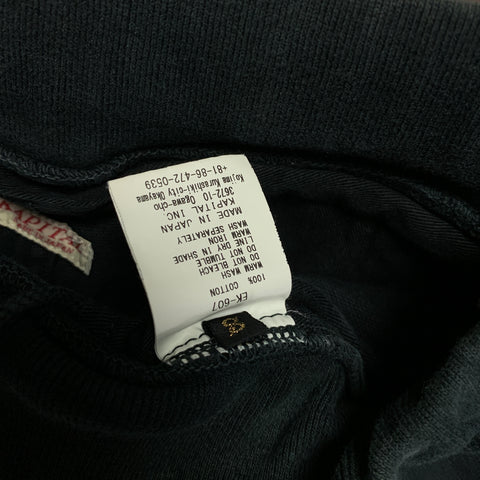 EK-607
100% COTTON
WARM WASH
DO NOT BLEACH
DO NOT TUMBLE
LINE DRY IN SHADE
WARM IRON
WASH SEPARATELY
MADE IN JAPAN
KAPITAL INC.
3672-10 Ogawa-cho
Kojima Kurashiki-city Okayama
+81-86-472-0539
KAPITAL